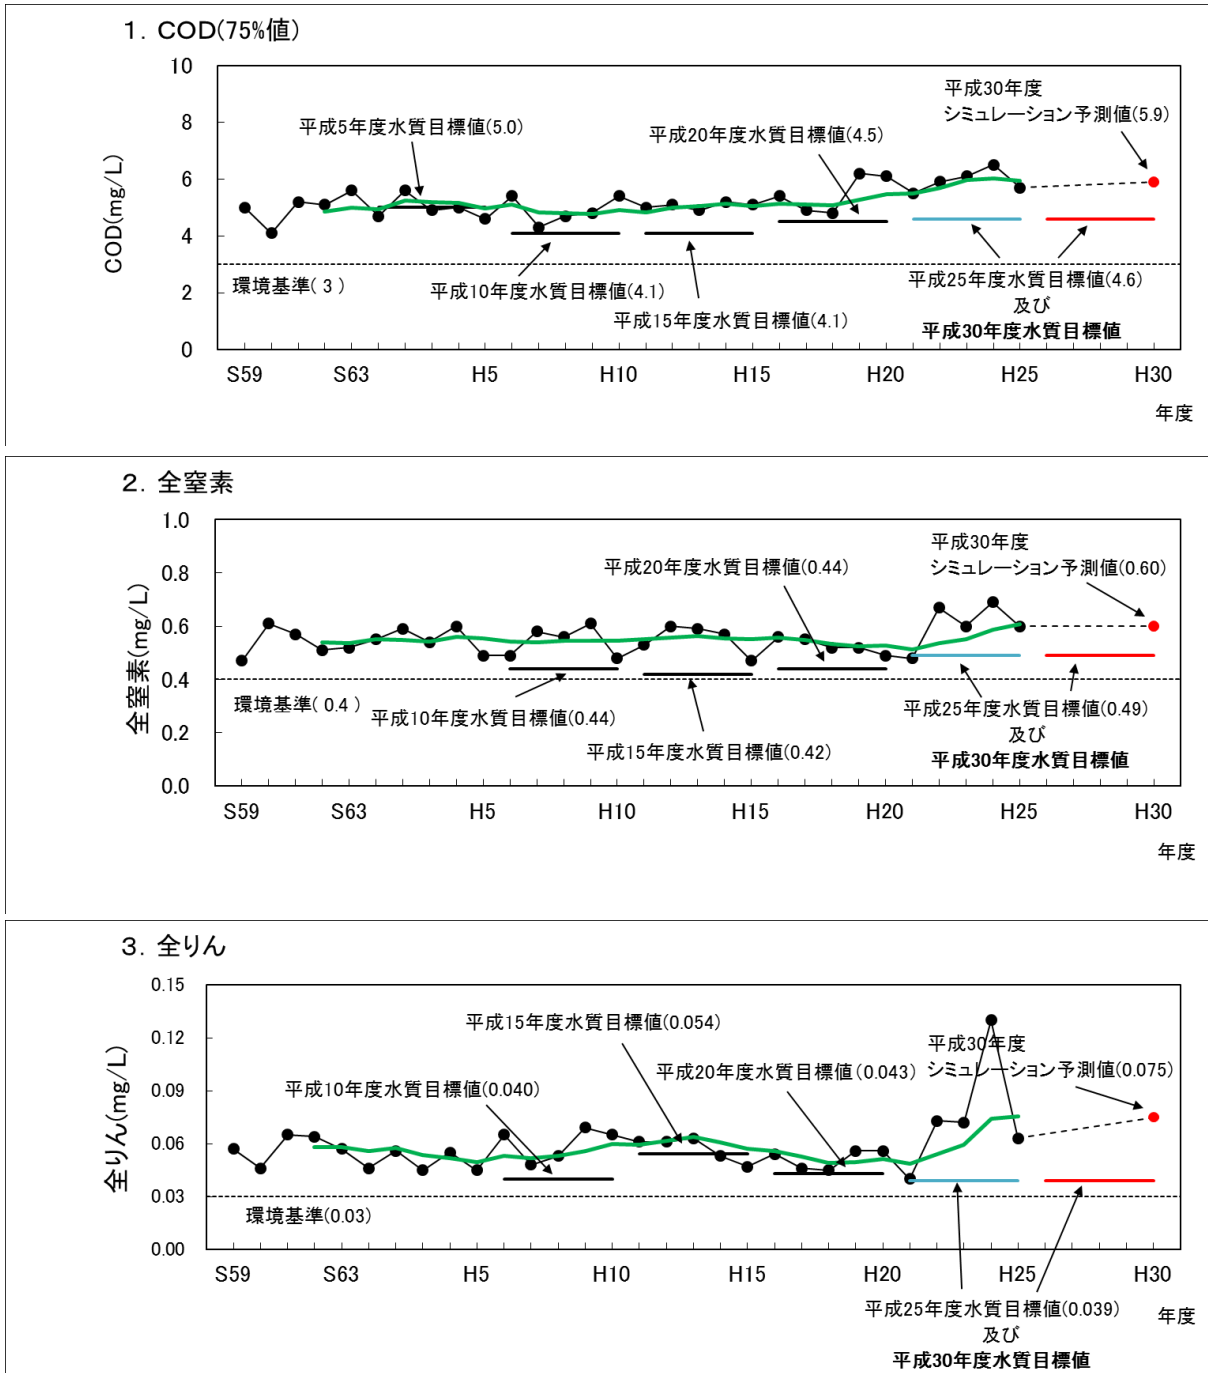 1. COD(75%値)
10
8
6
4
2
0
COD(mg/L)
平成5年度水質目標値(5.0)
平成20年度水質目標値(4.5)
平成30年度
シミュレーション予測値(5.9)
環境基準( 3 )
平成10年度水質目標値(4.1)
平成15年度水質目標値(4.1)
平成25年度水質目標値(4.6)
及び
平成30年度水質目標値
S59 S63 H5 H10 H15 H20 H25 H30
年度
2. 全窒素
1.0
0.8
0.6
0.4
0.2
0.0
全窒素(mg/L)
平成20年度水質目標値(0.44)
平成30年度
シミュレーション予測値(0.60)
環境基準( 0.4 )
平成10年度水質目標値(0.44)
平成15年度水質目標値(0.42)
平成25年度水質目標値(0.49)
及び
平成30年度水質目標値
S59 S63 H5 H10 H15 H20 H25 H30
年度
3. 全りん
0.15
0.12
0.09
0.06
0.03
0.00
全りん(mg/L)
平成15年度水質目標値(0.054)
平成10年度水質目標値(0.040)
平成20年度水質目標値(0.043)
平成30年度
シミュレーション予測値(0.075)
環境基準(0.03)
S59 S63 H5 H10 H15 H20 H25 H30
平成25年度水質目標値(0.039)
及び
平成30年度水質目標値
年度